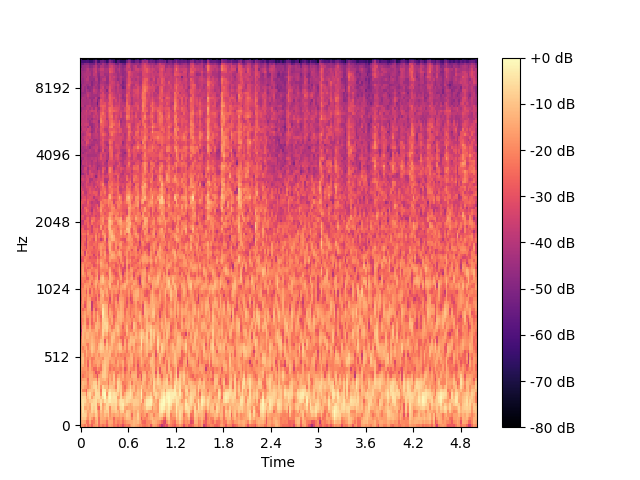 Hz
8192
4096
2048
1024
512
0
0 0.6 1.2 1.8 2.4 3 3.6 4.2 4.8
Time
+0 dB
-10 dB
-20 dB
-30 dB
-40 dB
-50 dB
-60 dB
-70 dB
-80 dB